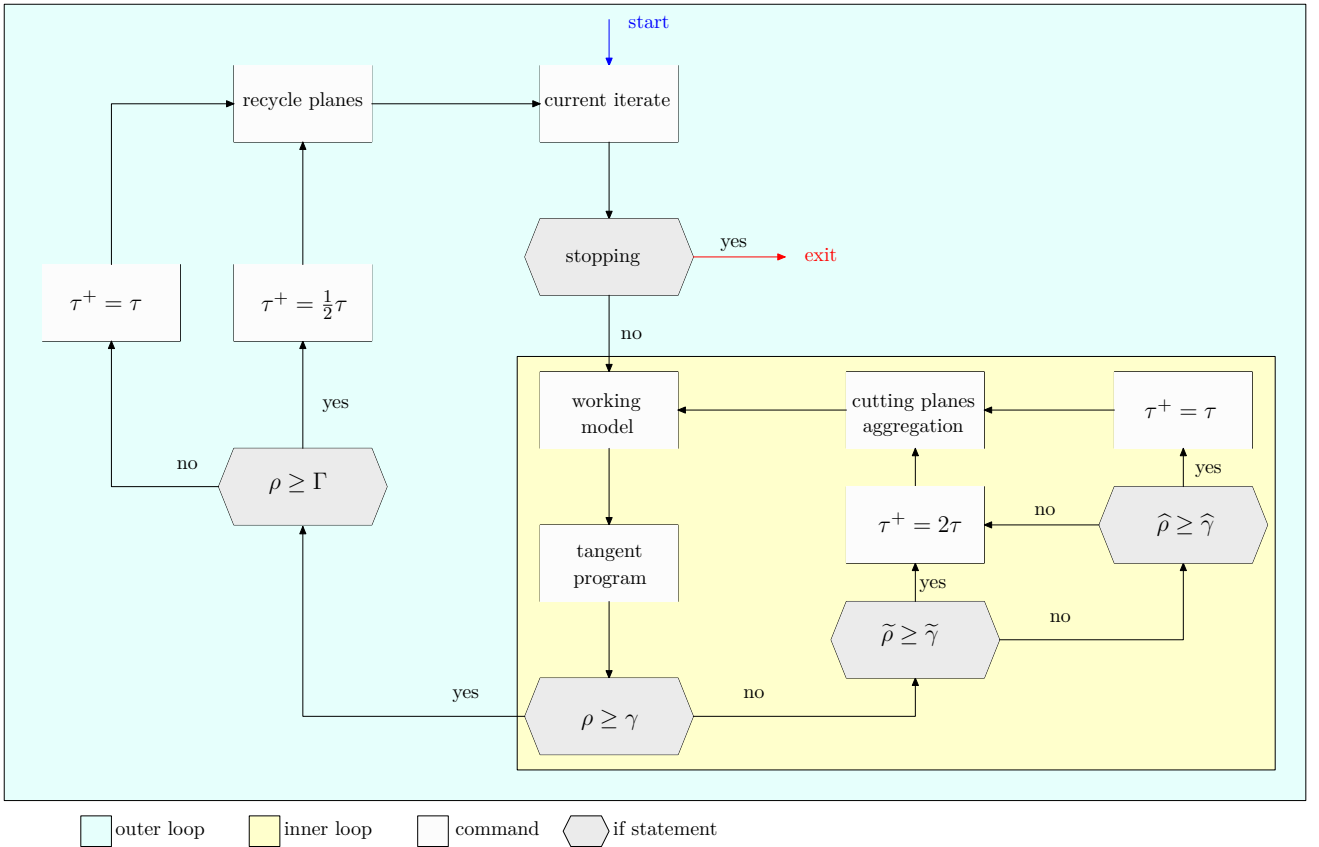 start
recycle planes
current iterate
stopping
yes
exit
τ⁺ = τ
τ⁺ = ½τ
no
yes
working
model
cutting planes
aggregation
τ⁺ = τ
no
yes
ρ ≥ Γ
τ⁺ = 2τ
no
ρ̂ ≥ γ̂
tangent
program
yes
ρ̃ ≥ γ̃
no
yes
no
ρ ≥ γ
outer loop
inner loop
command
if statement